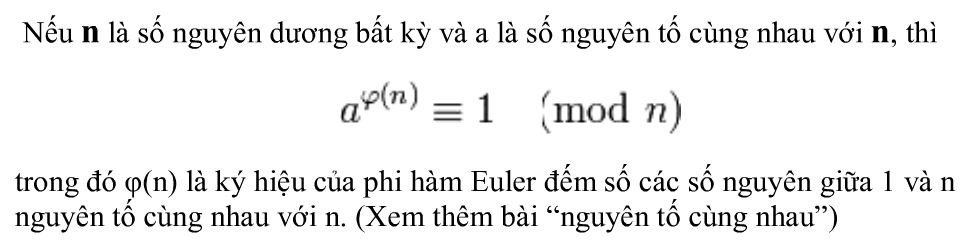 Nếu n là số nguyên dương bất kỳ và a là số nguyên tố cùng nhau với n, thì
a^φ(n) ≡ 1 (mod n)
trong đó φ(n) là ký hiệu của phi hàm Euler đếm số các số nguyên giữa 1 và n
nguyên tố cùng nhau với n. (Xem thêm bài “nguyên tố cùng nhau”)